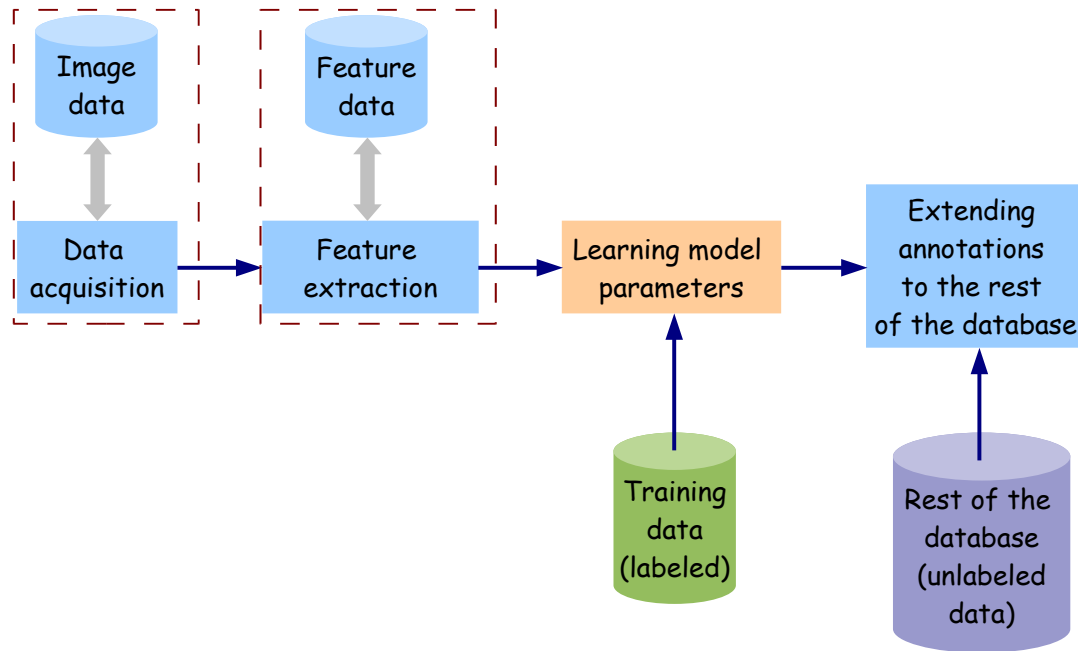 Image
data
Feature
data
Data
acquisition
Feature
extraction
Learning model
parameters
Extending
annotations
to the rest
of the database
Training
data
(labeled)
Rest of the
database
(unlabeled
data)